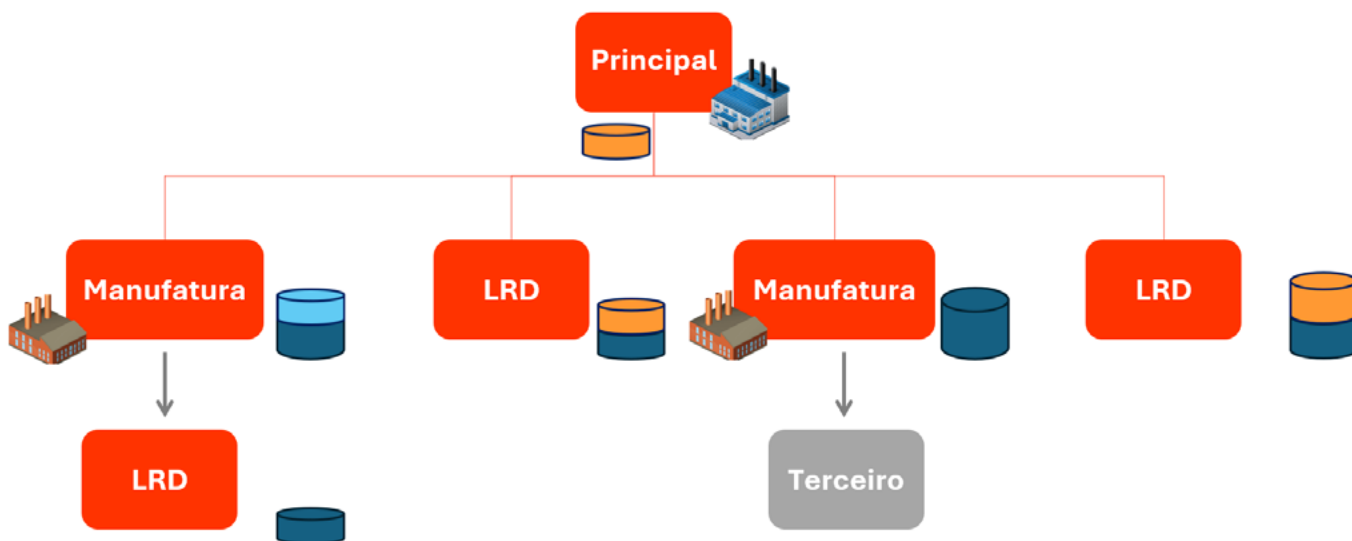 Principal
Manufatura
LRD
Manufatura
LRD
LRD
Terceiro